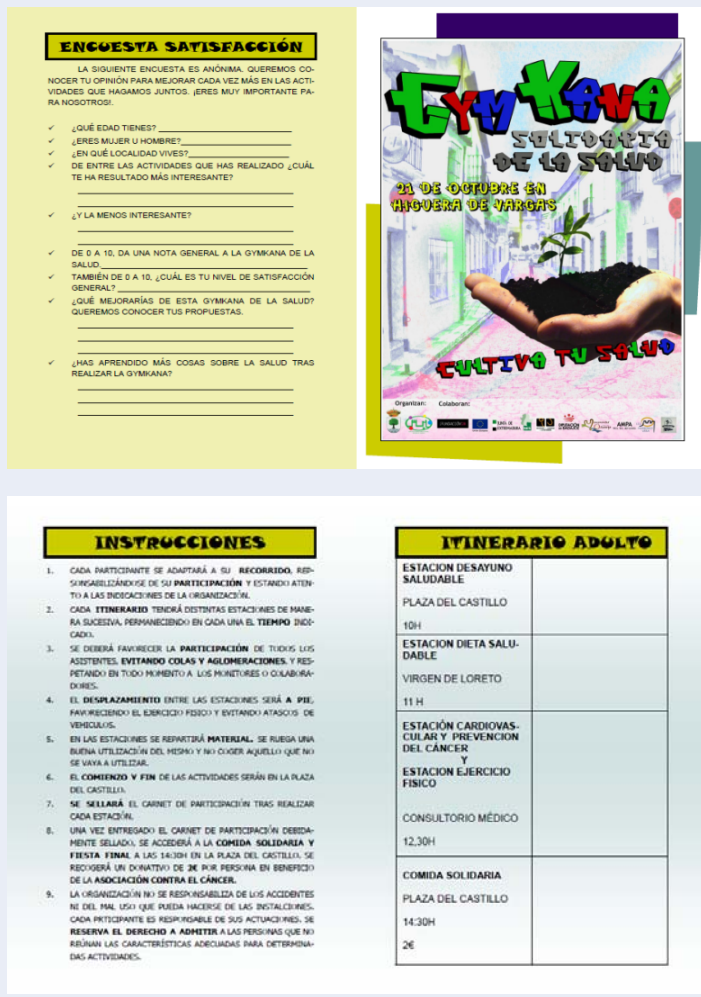 ENCUESTA SATISFACCIÓN
LA SIGUIENTE ENCUESTA ES ANÓNIMA. QUEREMOS CO-
NOCER TU OPINIÓN PARA MEJORAR CADA VEZ MÁS EN LAS ACTI-
VIDADES QUE HAGAMOS JUNTOS. ¡ERES MUY IMPORTANTE PA-
RA NOSOTROS!.
✓ ¿QUÉ EDAD TIENES?
✓ ¿ERES MUJER U HOMBRE?
✓ ¿EN QUÉ LOCALIDAD VIVES?
✓ DE ENTRE LAS ACTIVIDADES QUE HAS REALIZADO ¿CUÁL
TE HA RESULTADO MÁS INTERESANTE?
✓ ¿Y LA MENOS INTERESANTE?
✓ DE 0 A 10, DA UNA NOTA GENERAL A LA GYMKANA DE LA
SALUD.
✓ TAMBIÉN DE 0 A 10, ¿CUÁL ES TU NIVEL DE SATISFACCIÓN
GENERAL?
✓ ¿QUÉ MEJORARÍAS DE ESTA GYMKANA DE LA SALUD?
QUEREMOS CONOCER TUS PROPUESTAS.
✓ ¿HAS APRENDIDO MÁS COSAS SOBRE LA SALUD TRAS
REALIZAR LA GYMKANA?
GYMKANA
SOLIDARIA
DE LA SALUD
21 DE OCTUBRE EN
HIGUERA DE VARGAS
CULTIVA TU SALUD
Organizan: Colaboran:
AMPA
INSTRUCCIONES
1. CADA PARTICIPANTE SE ADAPTARÁ A SU RECORRIDO, RESP-
SONSABILIZÁNDOSE DE SU PARTICIPACIÓN Y ESTANDO ATEN-
TO A LAS INDICACIONES DE LA ORGANIZACIÓN.
2. CADA ITINERARIO TENDRÁ DISTINTAS ESTACIONES DE MANE-
RA SUCESIVA, PERMANECIENDO EN CADA UNA EL TIEMPO INDI-
CADO.
3. SE DEBERÁ FAVORECER LA PARTICIPACIÓN DE TODOS LOS
ASISTENTES, EVITANDO COLAS Y AGLOMERACIONES. Y RES-
PETANDO EN TODO MOMENTO A LOS MONITORES O COLABORA-
DORES.
4. EL DESPLAZAMIENTO ENTRE LAS ESTACIONES SERÁ A PIE,
FAVORECIENDO EL EJERCICIO FISICO Y EVITANDO ATASCOS DE
VEHICULOS.
5. EN LAS ESTACIONES SE REPARTIRÁ MATERIAL. SE RUEGA UNA
BUENA UTILIZACIÓN DEL MISMO Y NO COGER AQUELLO QUE NO
SE VAYA A UTILIZAR.
6. EL COMIENZO Y FIN DE LAS ACTIVIDADES SERÁN EN LA PLAZA
DEL CASTILLO.
7. SE SELLARÁ EL CARNET DE PARTICIPACIÓN TRAS REALIZAR
CADA ESTACIÓN.
8. UNA VEZ ENTREGADO EL CARNET DE PARTICIPACIÓN DEBIDA-
MENTE SELLADO, SE ACCEDERÁ A LA COMIDA SOLIDARIA Y
FIESTA FINAL A LAS 14:30H EN LA PLAZA DEL CASTILLO. SE
RECOGERÁ UN DONATIVO DE 2€ POR PERSONA EN BENEFICIO
DE LA ASOCIACIÓN CONTRA EL CÁNCER.
9. LA ORGANIZACIÓN NO SE RESPONSABILIZA DE LOS ACCIDENTES
NI DEL MAL USO QUE PUEDA HACERSE DE LAS INSTALCIONES.
CADA PRTICIPANTE ES RESPONSABLE DE SUS ACTUACIONES. SE
RESERVA EL DERECHO A ADMITIR A LAS PERSONAS QUE NO
REÚNAN LAS CARACTERÍSTICAS ADECUADAS PARA DETERMINA-
DAS ACTIVIDADES.
ITINERARIO ADULTO
ESTACION DESAYUNO
SALUDABLE
PLAZA DEL CASTILLO
10H
ESTACION DIETA SALU-
DABLE
VIRGEN DE LORETO
11 H
ESTACIÓN CARDIOVAS-
CULAR Y PREVENCION
DEL CÁNCER
Y
ESTACION EJERCICIO
FISICO
CONSULTORIO MÉDICO
12,30H
COMIDA SOLIDARIA
PLAZA DEL CASTILLO
14:30H
2€